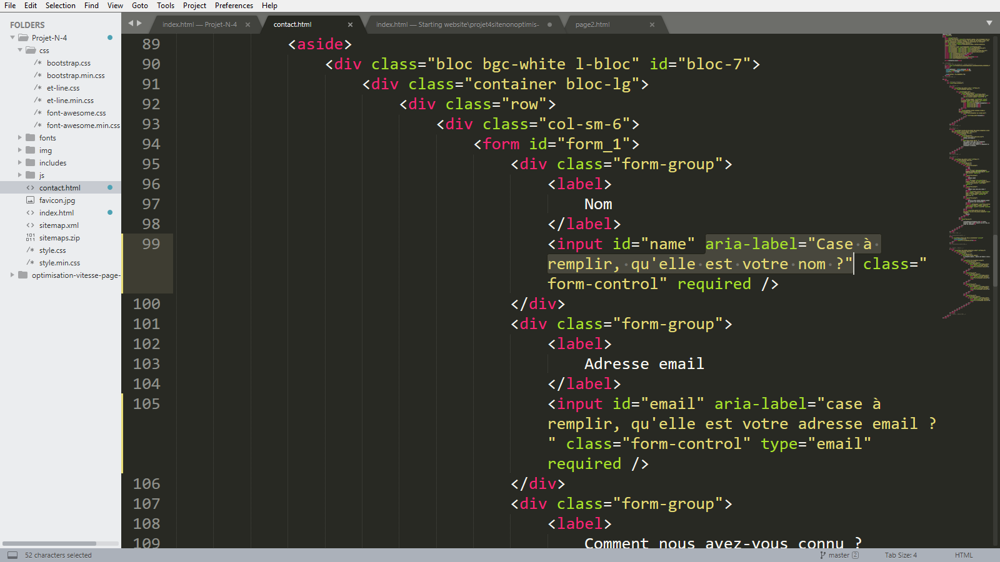 File Edit Selection Find View Goto Tools Project Preferences Help
FOLDERS
Projet-N-4
css
/* bootstrap.css
/* bootstrap.min.css
/* et-line.css
/* et-line.min.css
/* font-awesome.css
/* font-awesome.min.css
fonts
img
includes
js
<> contact.html
favicon.jpg
<> index.html
<> sitemap.xml
sitemaps.zip
/* style.css
/* style.min.css
optimisation-vitesse-page-
index.html — Projet-N-4 contact.html index.html — Starting website\projet4sitenonoptimis- page2.html
89 <aside>
90 <div class="bloc bgc-white l-bloc" id="bloc-7">
91 <div class="container bloc-lg">
92 <div class="row">
93 <div class="col-sm-6">
94 <form id="form_1">
95 <div class="form-group">
96 <label>
97 Nom
98 </label>
99 <input id="name" aria-label="Case à
remplir, qu'elle est votre nom ?" class="
form-control" required />
100 </div>
101 <div class="form-group">
102 <label>
103 Adresse email
104 </label>
105 <input id="email" aria-label="case à
remplir, qu'elle est votre adresse email ?
" class="form-control" type="email"
required />
106 </div>
107 <div class="form-group">
108 <label>
109 Comment nous avez-vous connu ?
52 characters selected master 2 Tab Size: 4 HTML